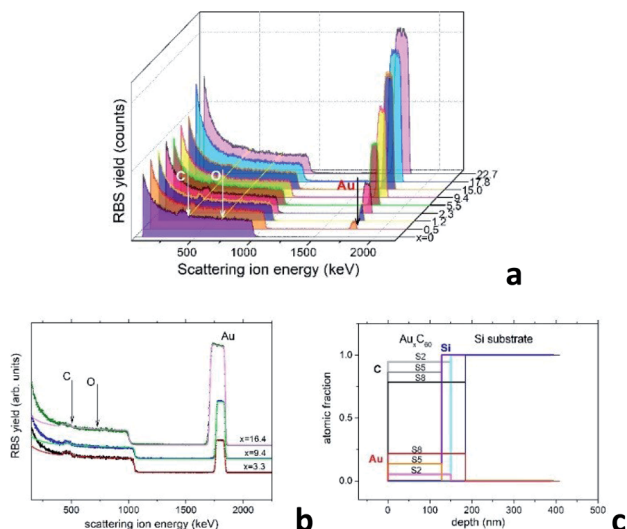 RBS yield (counts)
C
O
Au
22.7
17.8
15.0
9.4
5.5
2.3
1.2
0.5
x=0
0 500 1000 1500 2000
Scattering ion energy (keV)
a
RBS yield (arb. units)
Au
C
O
x=16.4
x=9.4
x=3.3
0 500 1000 1500 2000
scattering ion energy (keV)
b
AuxC60 Si Si substrate
atomic fraction
1.0
0.5
0.0
C
S2
S5
S8
Au
S8
S5
S2
0 100 200 300 400 500
depth (nm)
c